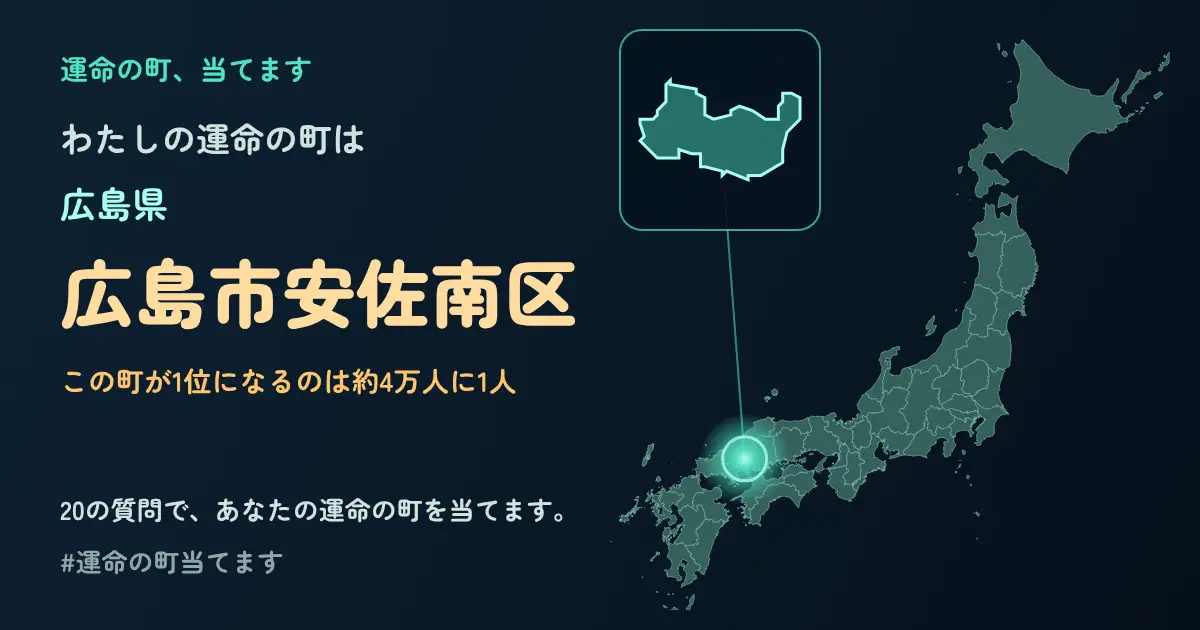 運命の町、当てます
わたしの運命の町は
広島県
広島市安佐南区
この町が1位になるのは約4万人に1人
20の質問で、あなたの運命の町を当てます。
#運命の町当てます